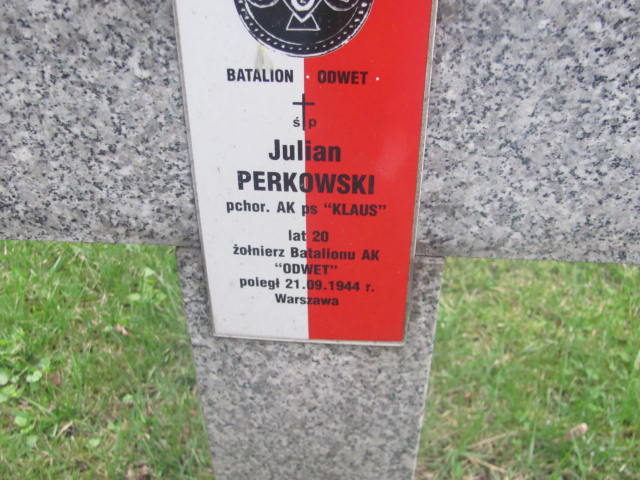 BATALION · ODWET ·
ś p
Julian
PERKOWSKI
pchor. AK ps "KLAUS"
lat 20
żołnierz Batalionu AK
"ODWET"
poległ 21.09.1944 r.
Warszawa